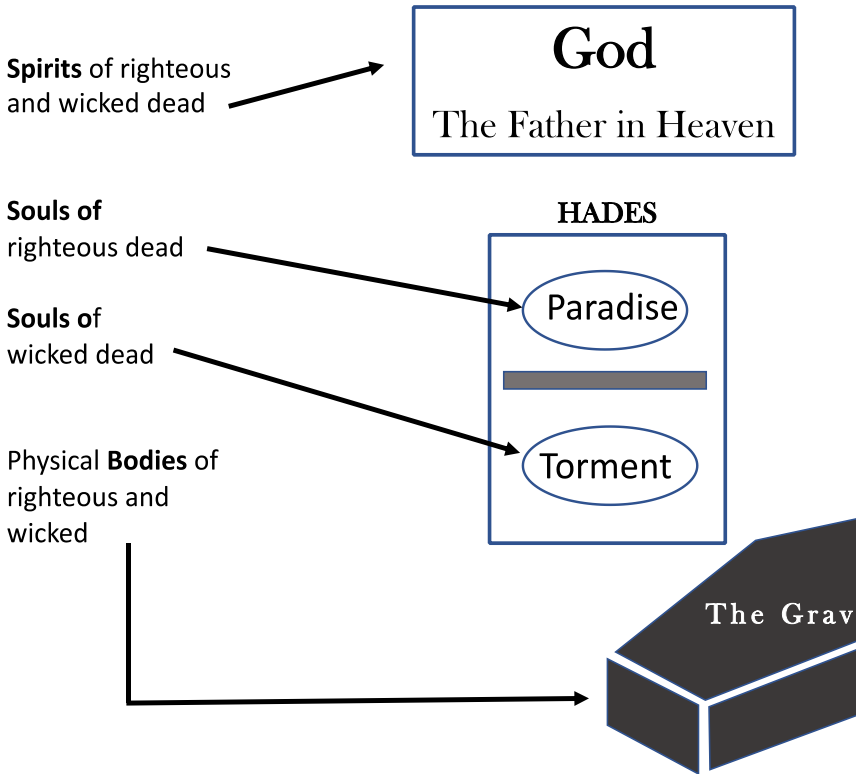 God
The Father in Heaven
Spirits of righteous
and wicked dead
HADES
Souls of
righteous dead
Paradise
Souls of
wicked dead
Torment
Physical Bodies of
righteous and
wicked
The Grav